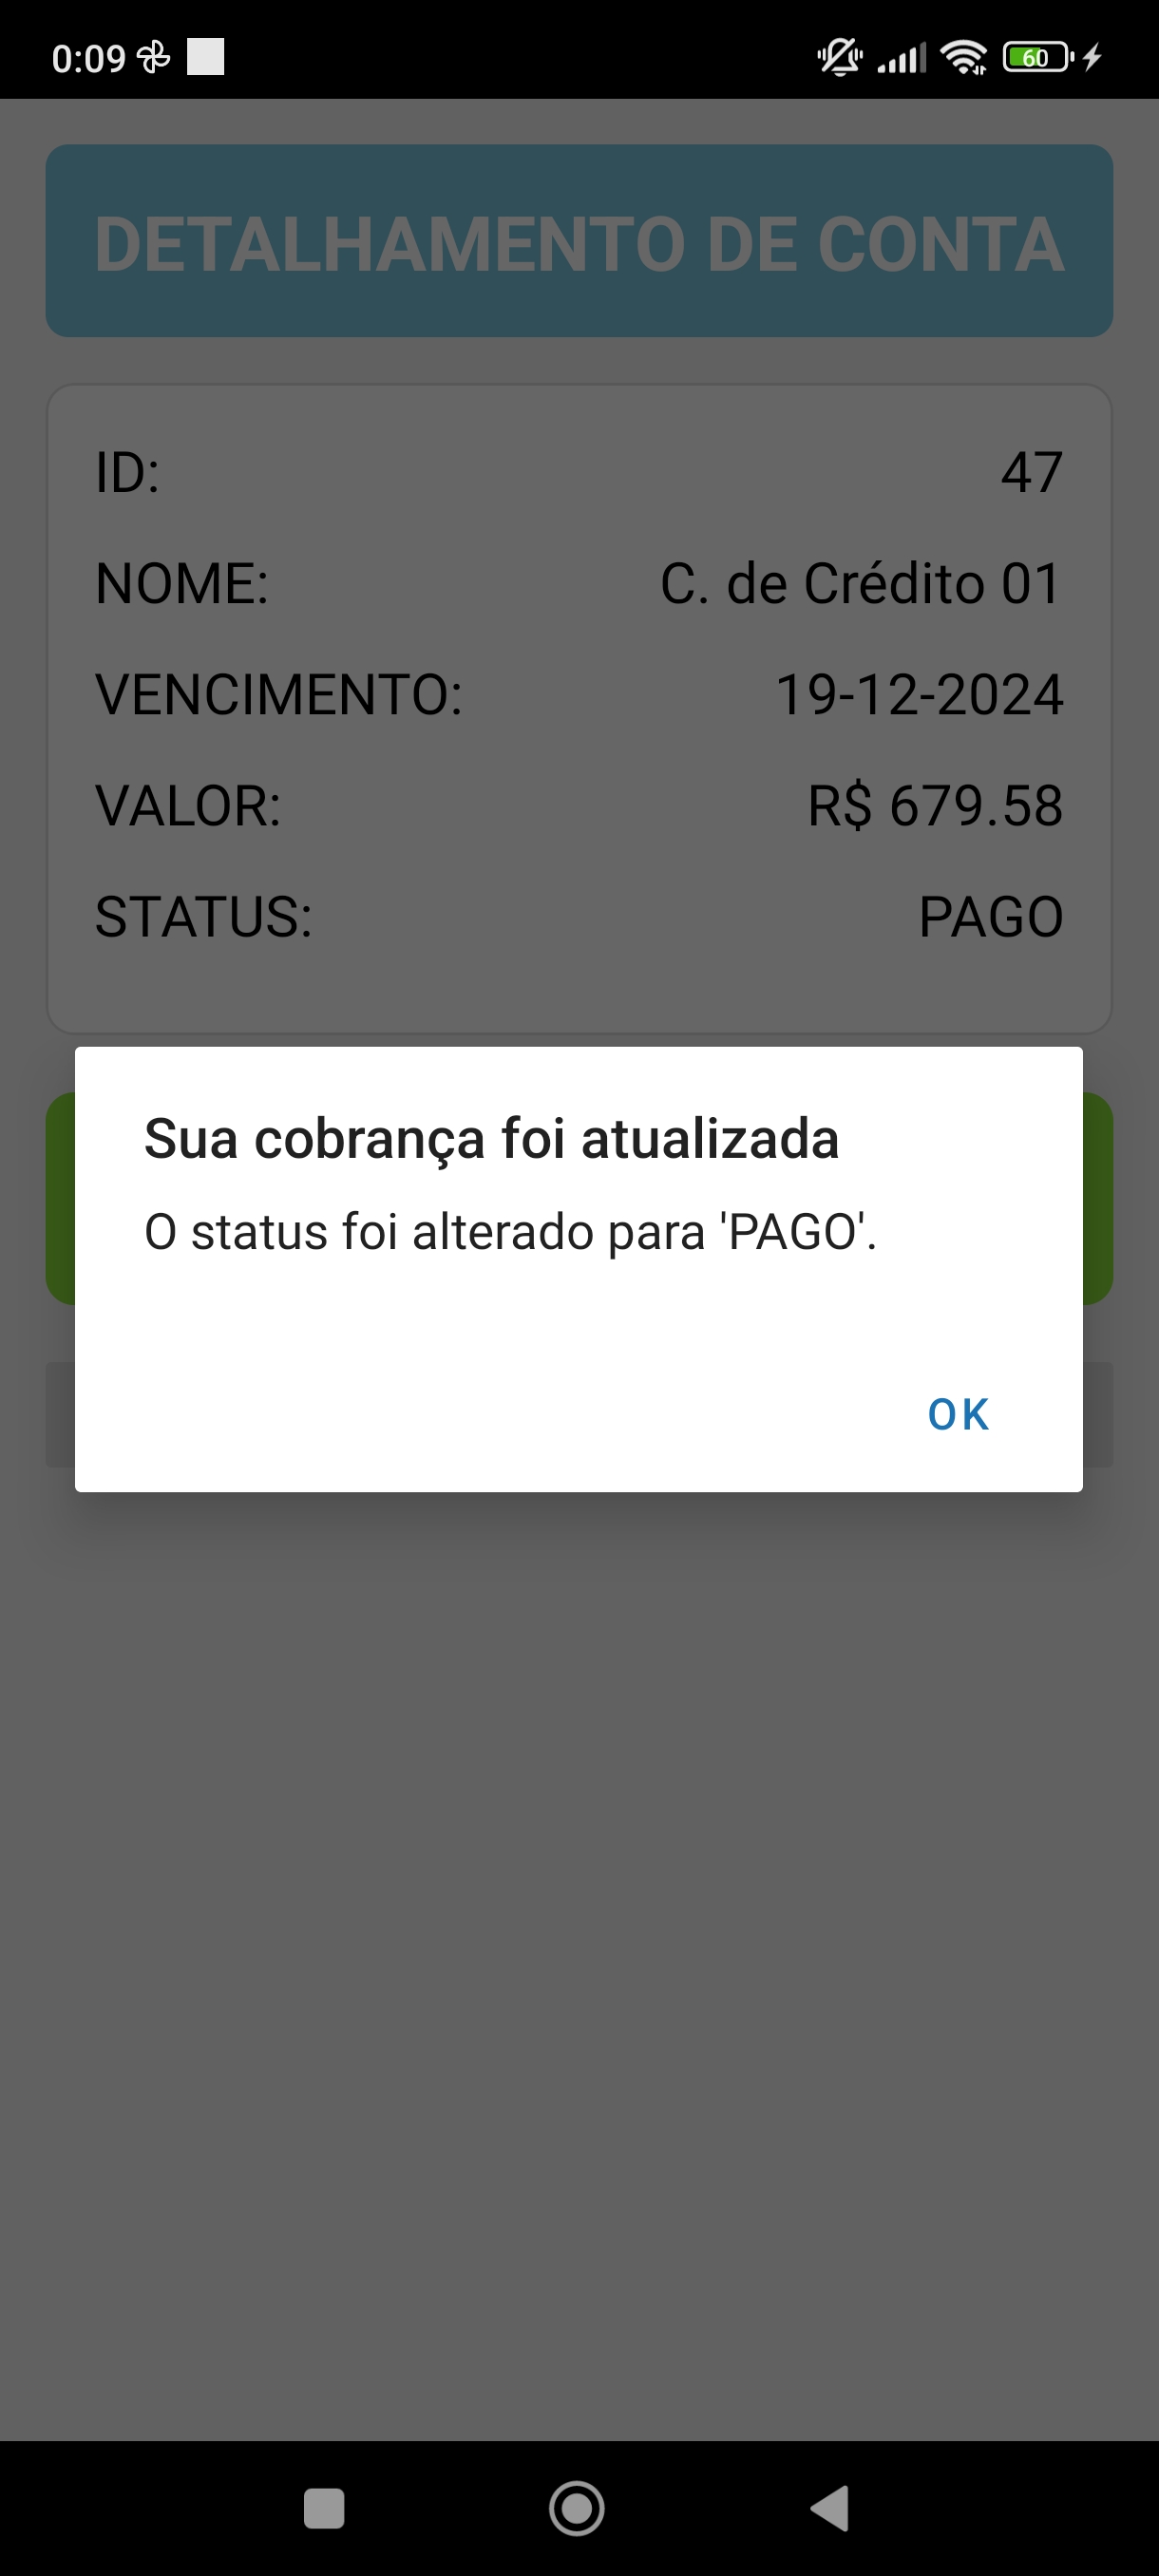 0:09
60
DETALHAMENTO DE CONTA
ID: 47
NOME: C. de Crédito 01
VENCIMENTO: 19-12-2024
VALOR: R$ 679.58
STATUS: PAGO
Sua cobrança foi atualizada
O status foi alterado para 'PAGO'.
OK